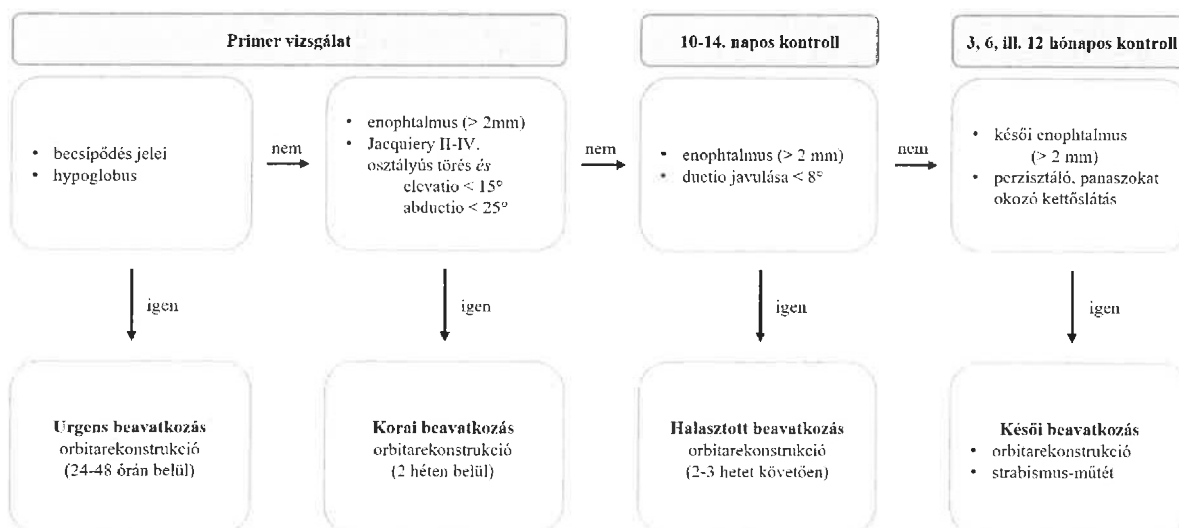 Primer vizsgálat
10-14. napos kontroll
3, 6, ill. 12 hónapos kontroll
• becsípődés jelei
• hypoglobus
nem
• enophtalmus (> 2mm)
• Jacquiery II-IV.
osztályús törés és
elevatio < 15°
abductio < 25°
nem
• enophtalmus (> 2 mm)
• ductio javulása < 8°
nem
• késői enophtalmus
(> 2 mm)
• perzisztáló, panaszokat
okozó kettőslátás
igen
igen
igen
igen
Urgens beavatkozás
orbitarekonstrukció
(24-48 órán belül)
Korai beavatkozás
orbitarekonstrukció
(2 héten belül)
Halasztott beavatkozás
orbitarekonstrukció
(2-3 hetet követően)
Késői beavatkozás
• orbitarekonstrukció
• strabismus-műtét